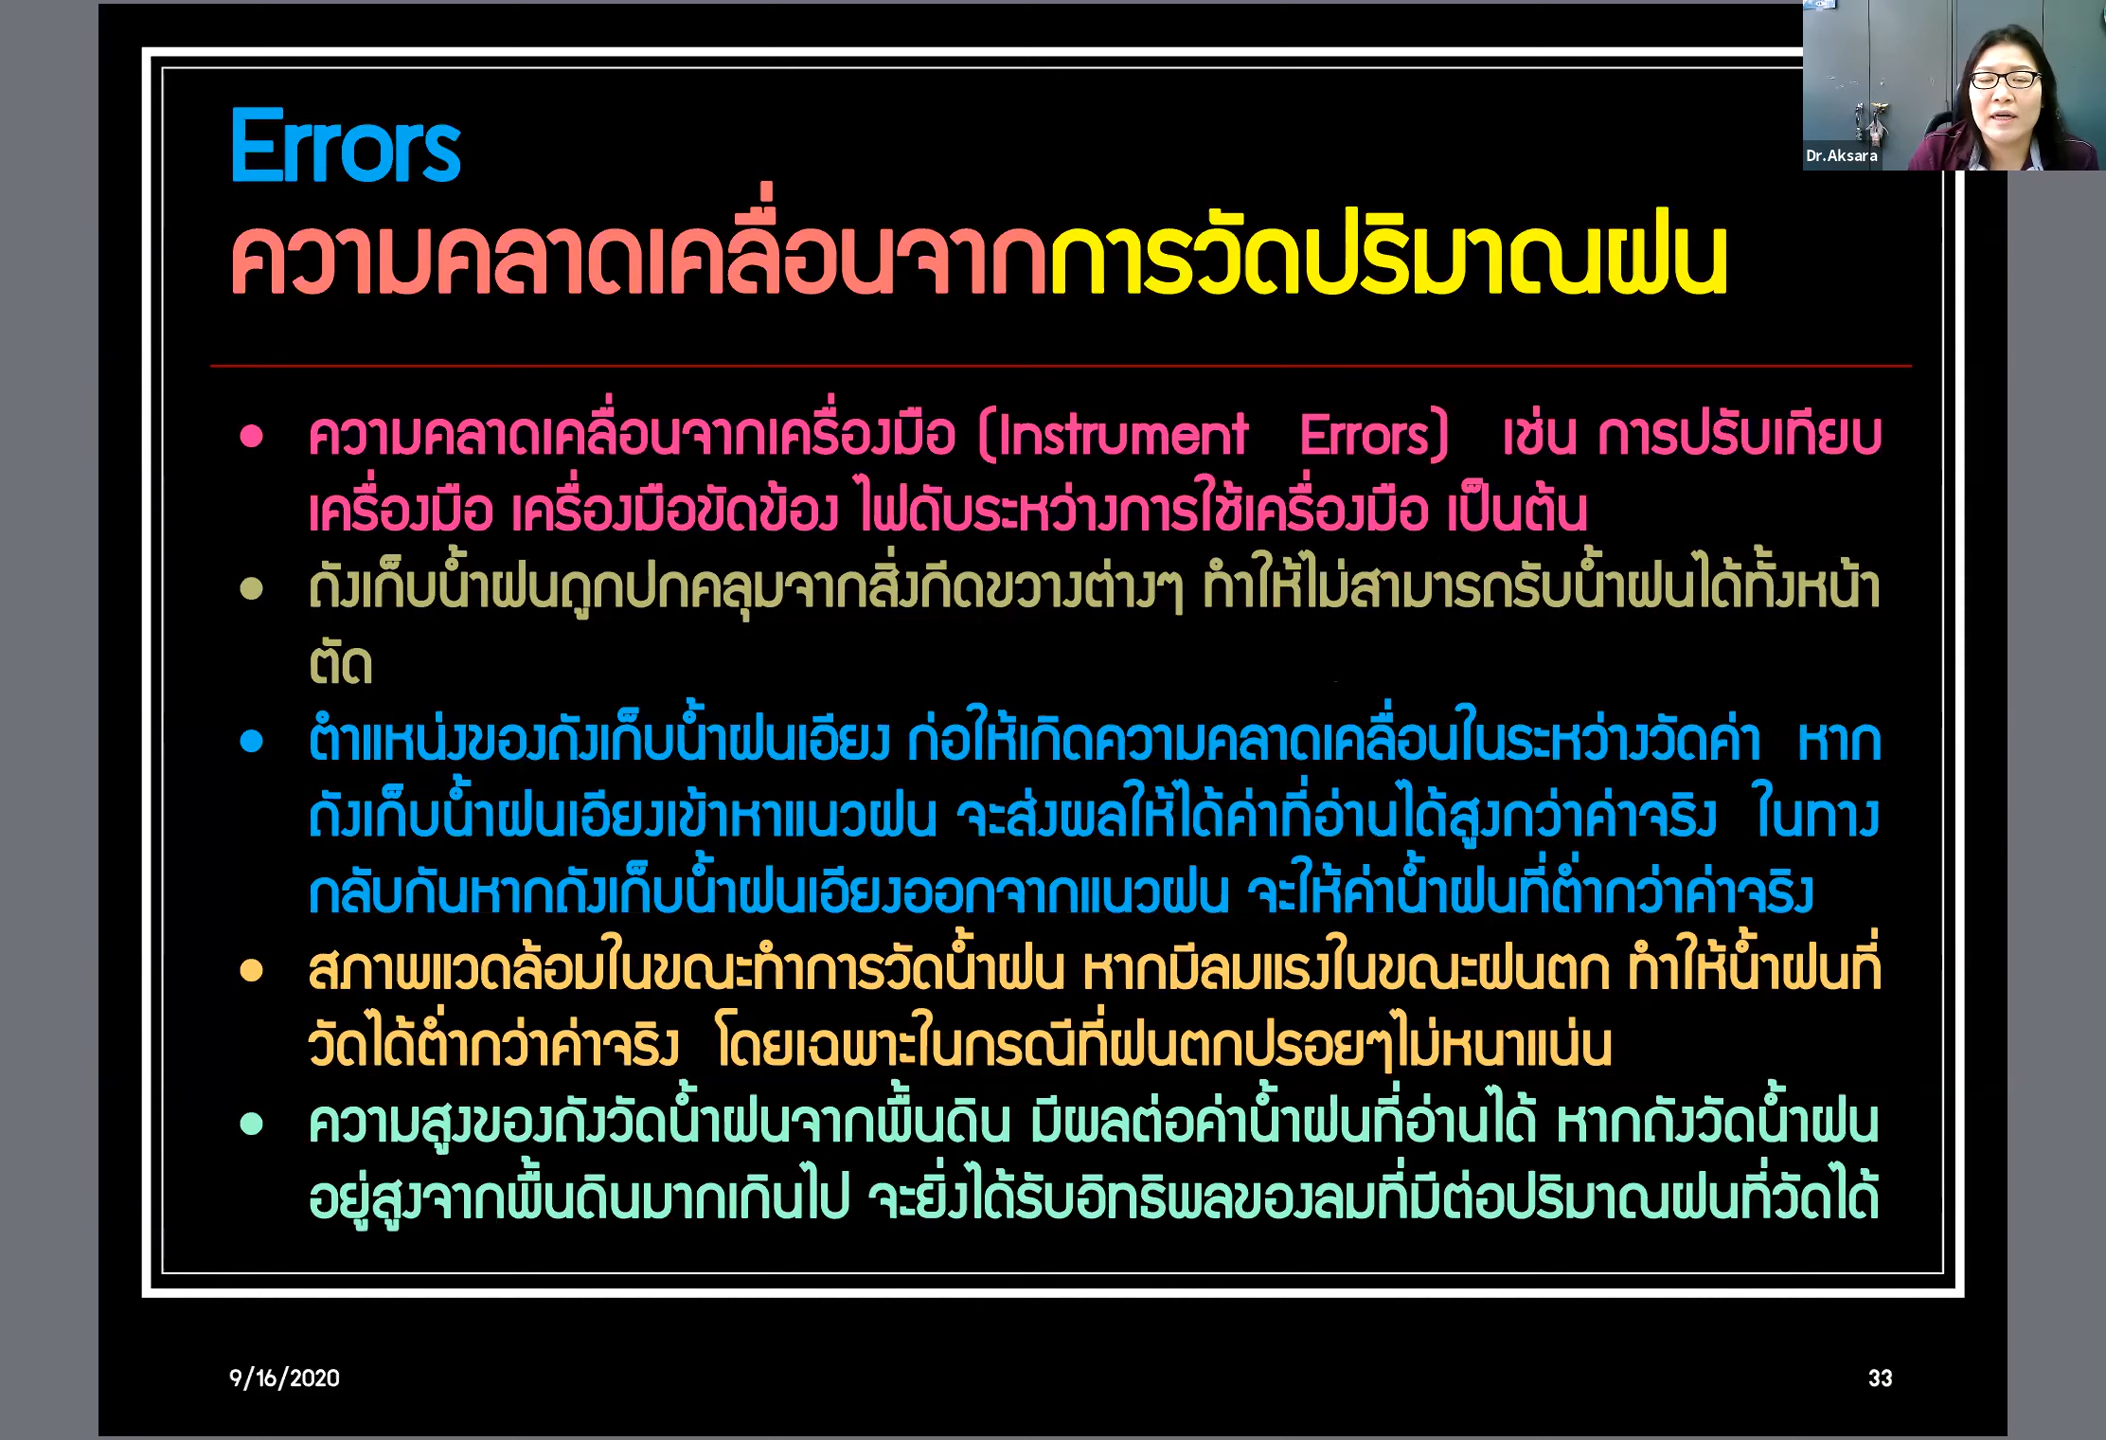 Dr.Aksara
Errors
ความคลาดเคลื่อนจากการวัดปริมาณฝน
• ความคลาดเคลื่อนจากเครื่องมือ (Instrument Errors) เช่น การปรับเทียบ
เครื่องมือ เครื่องมือขัดข้อง ไฟดับระหว่างการใช้เครื่องมือ เป็นต้น
• ถังเก็บน้ำฝนถูกปกคลุมจากสิ่งกีดขวางต่างๆ ทำให้ไม่สามารถรับน้ำฝนได้ทั้งหน้า
ตัด
• ตำแหน่งของถังเก็บน้ำฝนเอียง ก่อให้เกิดความคลาดเคลื่อนในระหว่างวัดค่า หาก
ถังเก็บน้ำฝนเอียงเข้าหาแนวฝน จะส่งผลให้ได้ค่าที่อ่านได้สูงกว่าค่าจริง ในทาง
กลับกันหากถังเก็บน้ำฝนเอียงออกจากแนวฝน จะให้ค่าน้ำฝนที่ต่ำกว่าค่าจริง
• สภาพแวดล้อมในขณะทำการวัดน้ำฝน หากมีลมแรงในขณะฝนตก ทำให้น้ำฝนที่
วัดได้ต่ำกว่าค่าจริง โดยเฉพาะในกรณีที่ฝนตกปรอยๆไม่หนาแน่น
• ความสูงของถังวัดน้ำฝนจากพื้นดิน มีผลต่อค่าน้ำฝนที่อ่านได้ หากถังวัดน้ำฝน
อยู่สูงจากพื้นดินมากเกินไป จะยิ่งได้รับอิทธิพลของลมที่มีต่อปริมาณฝนที่วัดได้
9/16/2020
33